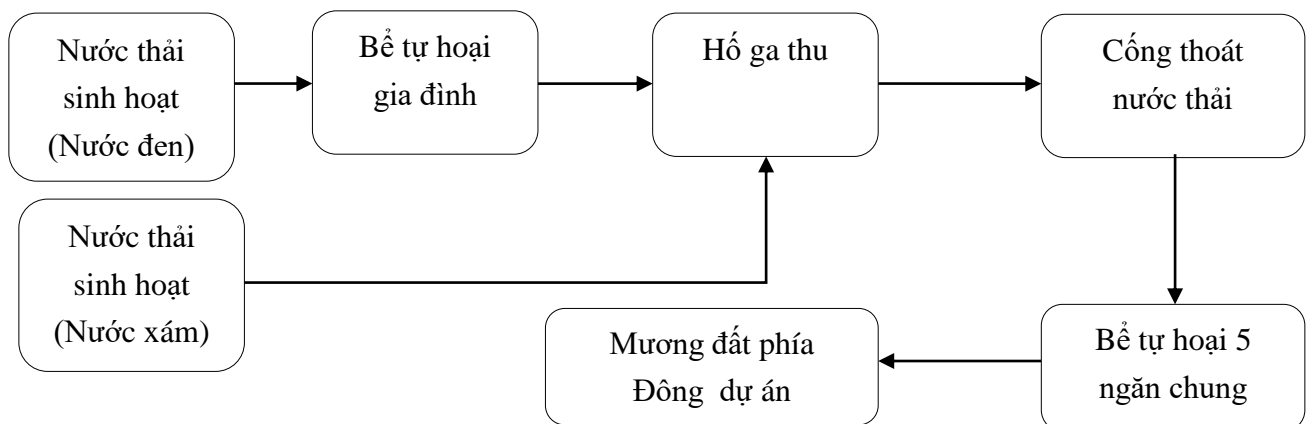 Nước thải
sinh hoạt
(Nước đen)
Bể tự hoại
gia đình
Hố ga thu
Cống thoát
nước thải
Nước thải
sinh hoạt
(Nước xám)
Mương đất phía
Đông dự án
Bể tự hoại 5
ngăn chung